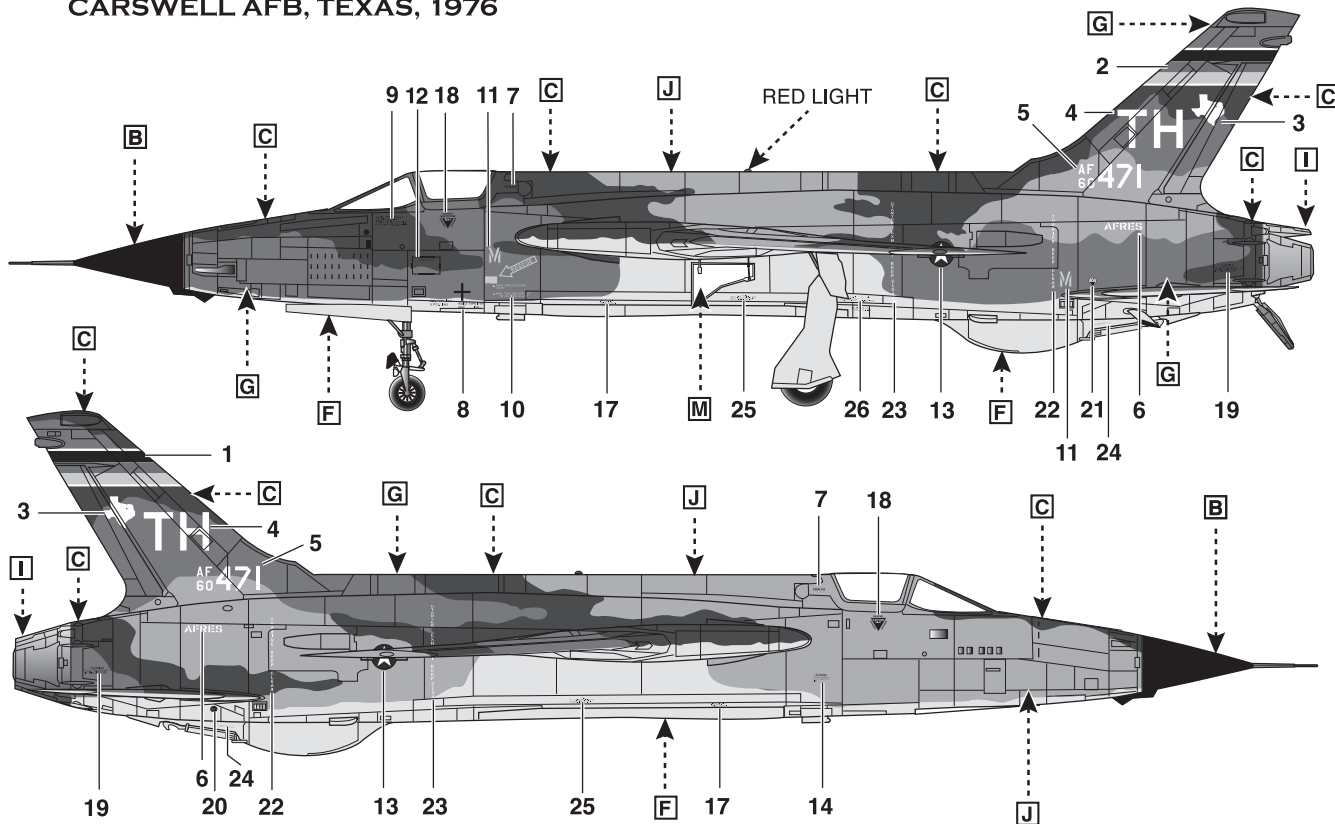 CARSWELL AFB, TEXAS, 1976
G
2
9 12 18 11 7 C J RED LIGHT C 5 4 C
B C TH 3
AF
60 471 C I
AFRES
M
RESCUE
M
G F 8 10 17 M 25 26 23 13 F 22 21 6 G 19
11 24
C
1
C G C J 7 18 C B
3 TH 4
5
I C AF
60 471
AFRES
6 24
19 20 22 13 23 25 F 17 14 J